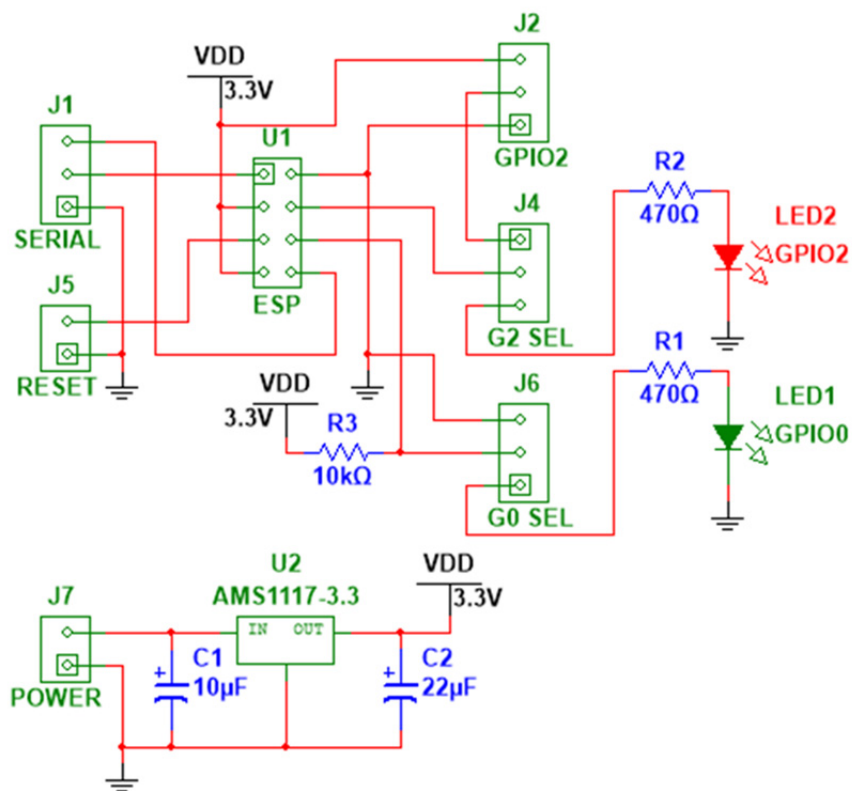 J2
VDD
3.3V
J1
U1
GPIO2
R2
470Ω
LED2
GPIO2
J4
SERIAL
J5
ESP
G2 SEL
RESET
VDD
3.3V
R3
10kΩ
J6
R1
470Ω
LED1
GPIO0
G0 SEL
U2
VDD
3.3V
J7
AMS1117-3.3
IN OUT
C1
10µF
C2
22µF
POWER
+
+